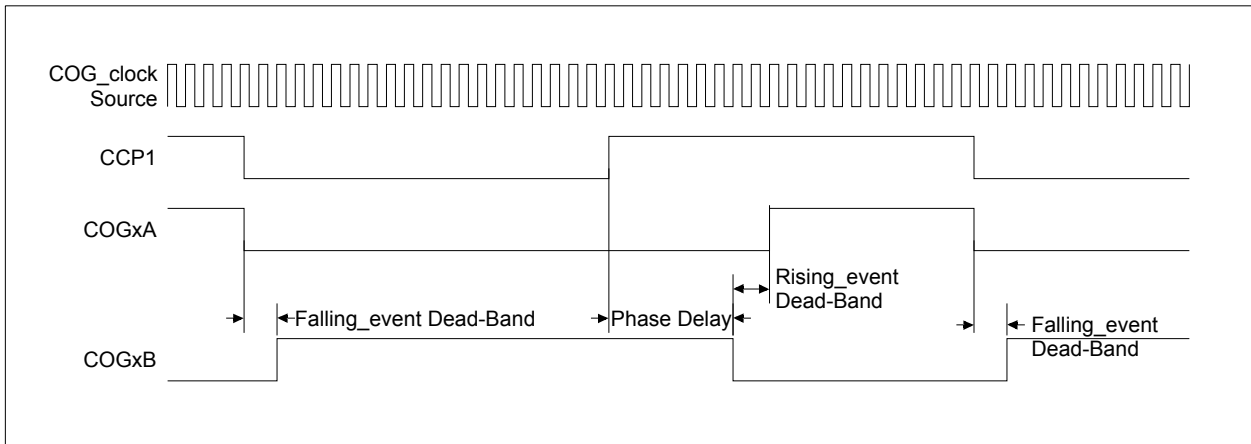 COG_clock
Source
CCP1
COGxA
Rising_event
Dead-Band
Falling_event Dead-Band
Phase Delay
Falling_event
Dead-Band
COGxB